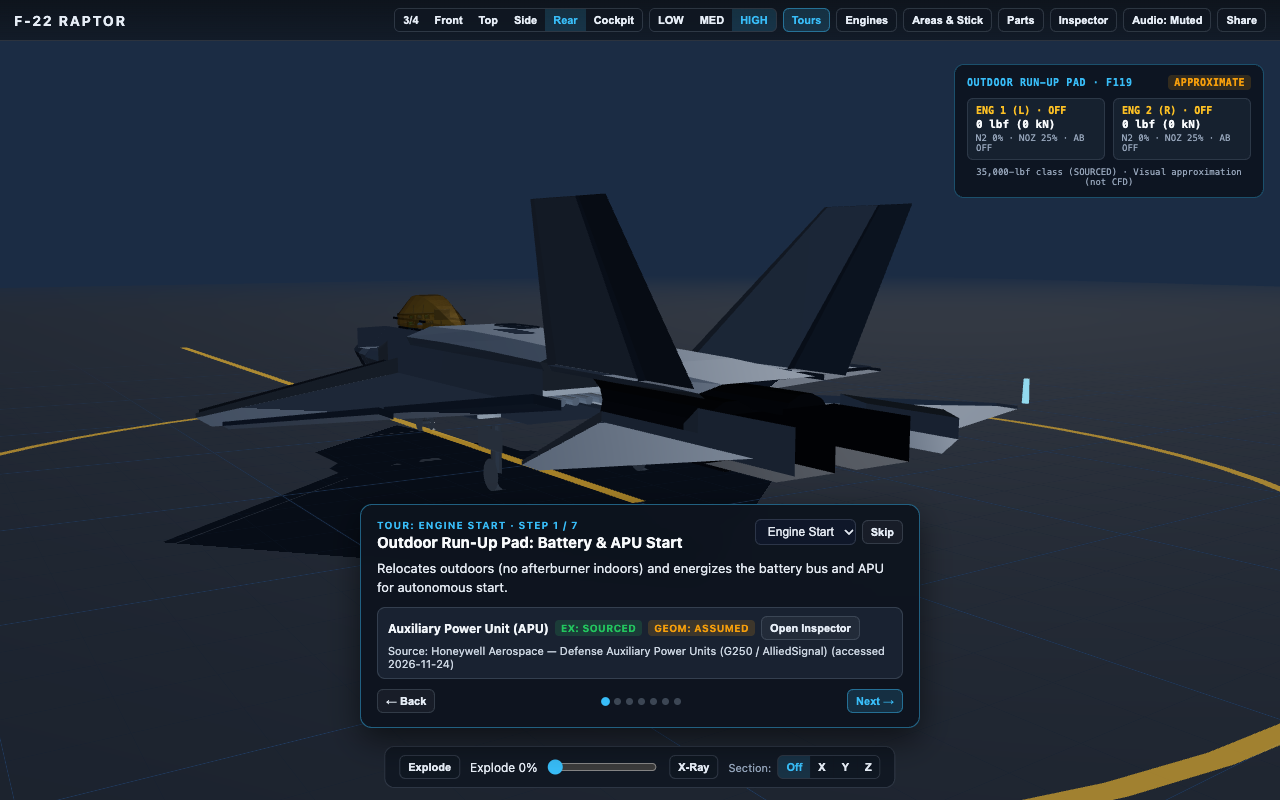 F-22 RAPTOR
3/4 Front Top Side Rear Cockpit LOW MED HIGH Tours Engines Areas & Stick Parts Inspector Audio: Muted Share
OUTDOOR RUN-UP PAD · F119 APPROXIMATE
ENG 1 (L) · OFF
0 lbf (0 kN)
N2 0% · NOZ 25% · AB
OFF
ENG 2 (R) · OFF
0 lbf (0 kN)
N2 0% · NOZ 25% · AB
OFF
35,000-lbf class (SOURCED) · Visual approximation
(not CFD)
TOUR: ENGINE START · STEP 1 / 7
Outdoor Run-Up Pad: Battery & APU Start
Engine Start Skip
Relocates outdoors (no afterburner indoors) and energizes the battery bus and APU
for autonomous start.
Auxiliary Power Unit (APU) EX: SOURCED GEOM: ASSUMED Open Inspector
Source: Honeywell Aerospace — Defense Auxiliary Power Units (G250 / AlliedSignal) (accessed
2026-11-24)
← Back Next →
Explode Explode 0% X-Ray Section: Off X Y Z